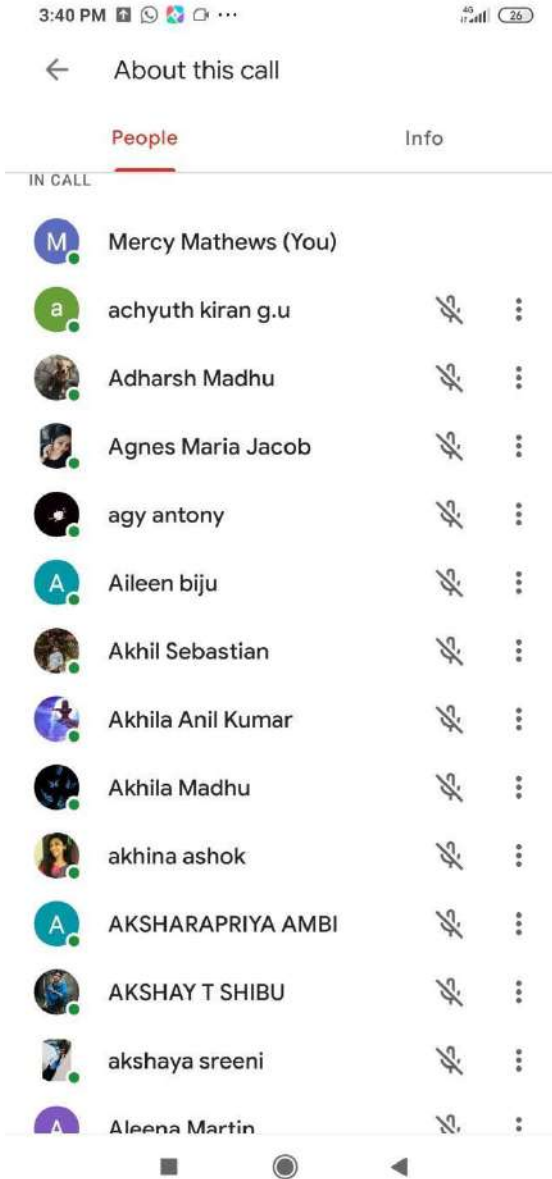 3:40 PM
4G
26
About this call
People
Info
IN CALL
M
Mercy Mathews (You)
a
achyuth kiran g.u
Adharsh Madhu
Agnes Maria Jacob
agy antony
A
Aileen biju
Akhil Sebastian
Akhila Anil Kumar
Akhila Madhu
akhina ashok
A
AKSHARAPRIYA AMBI
AKSHAY T SHIBU
akshaya sreeni
A
Aleena Martin